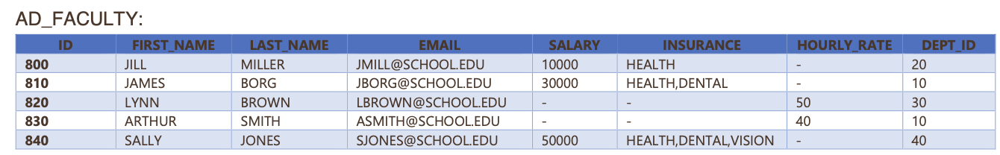 AD_FACULTY:
ID FIRST_NAME LAST_NAME EMAIL SALARY INSURANCE HOURLY_RATE DEPT_ID
800 JILL MILLER JMILL@SCHOOL.EDU 10000 HEALTH - 20
810 JAMES BORG JBORG@SCHOOL.EDU 30000 HEALTH,DENTAL - 10
820 LYNN BROWN LBROWN@SCHOOL.EDU - - 50 30
830 ARTHUR SMITH ASMITH@SCHOOL.EDU - - 40 10
840 SALLY JONES SJONES@SCHOOL.EDU 50000 HEALTH,DENTAL,VISION - 40